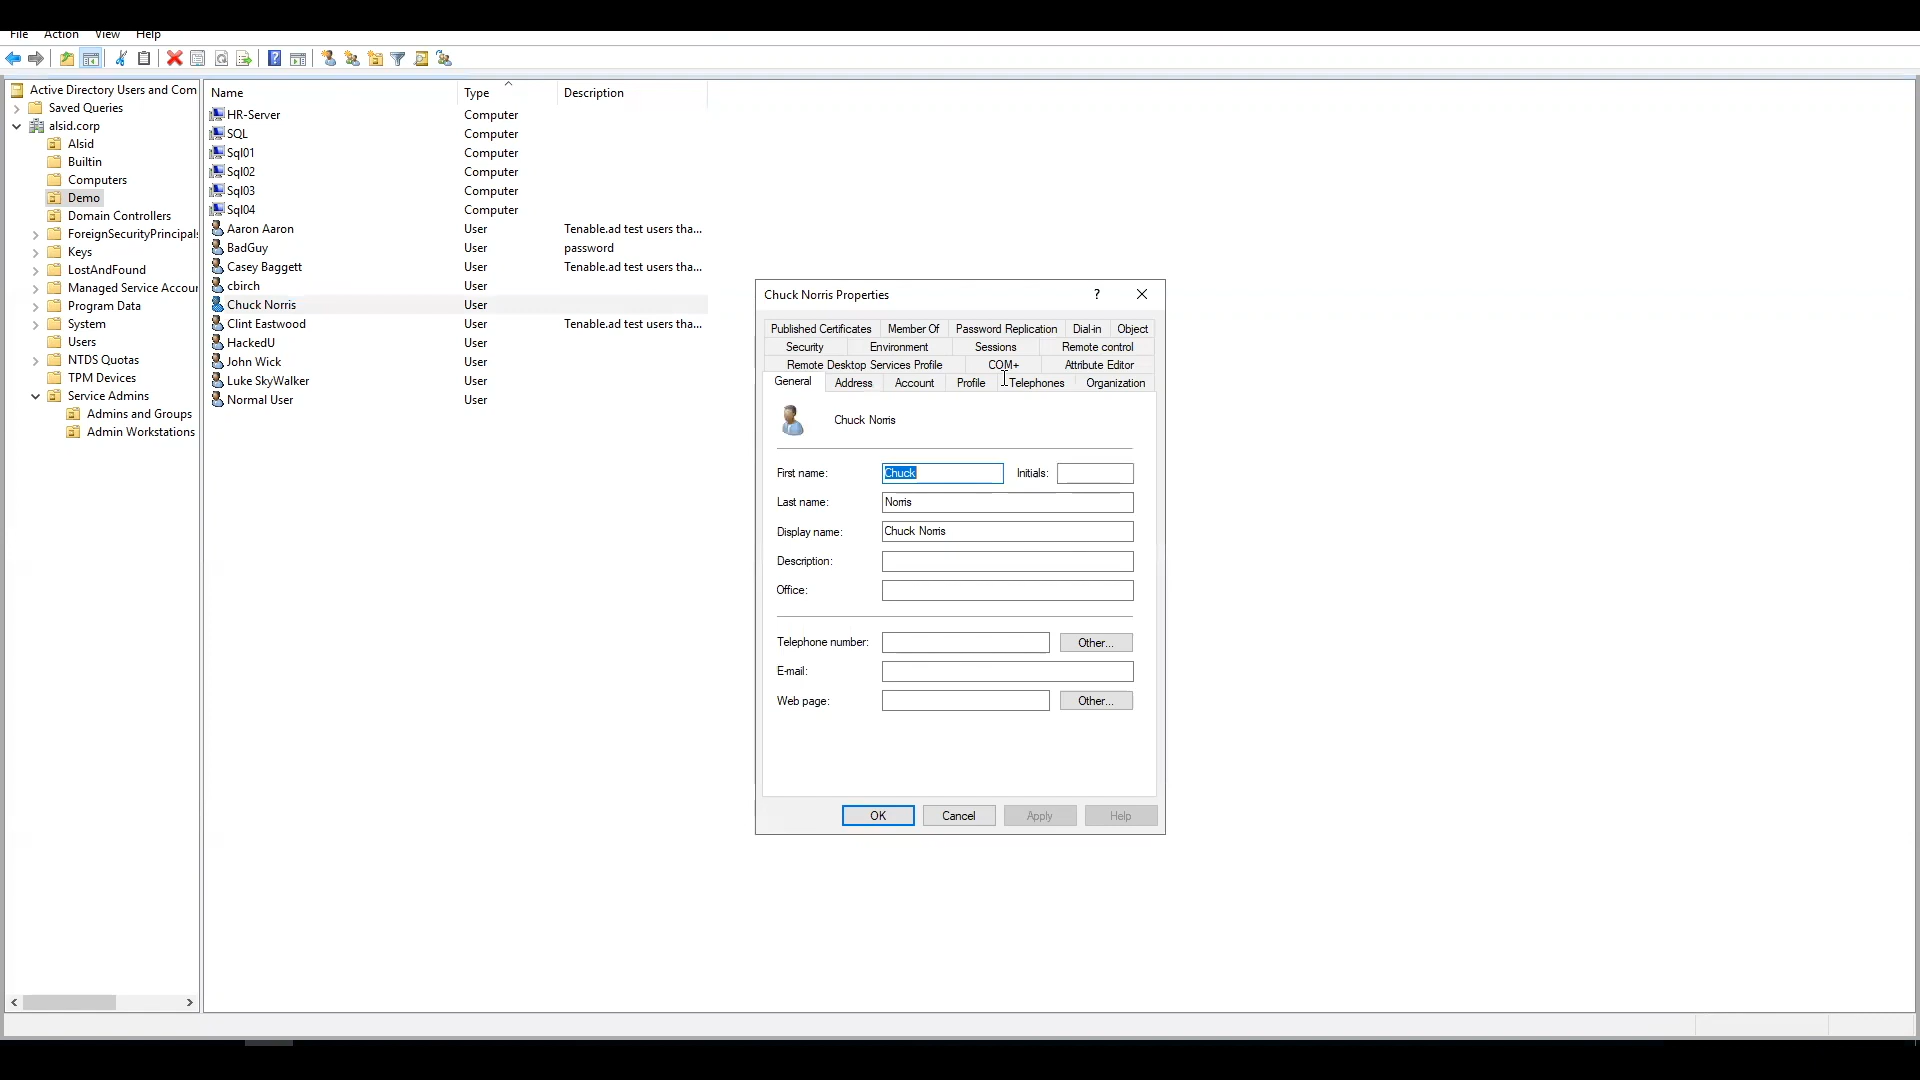 File Action View Help
Active Directory Users and Com
Saved Queries
alsid.corp
Alsid
Builtin
Computers
Demo
Domain Controllers
ForeignSecurityPrincipals
Keys
LostAndFound
Managed Service Accour
Program Data
System
Users
NTDS Quotas
TPM Devices
Service Admins
Admins and Groups
Admin Workstations
Name Type Description
HR-Server Computer
SQL Computer
Sql01 Computer
Sql02 Computer
Sql03 Computer
Sql04 Computer
Aaron Aaron User Tenable.ad test users tha...
BadGuy User password
Casey Baggett User Tenable.ad test users tha...
cbirch User
Chuck Norris User
Clint Eastwood User Tenable.ad test users tha...
HackedU User
John Wick User
Luke SkyWalker User
Normal User User
Chuck Norris Properties ?
Published Certificates Member Of Password Replication Dial-in Object
Security Environment Sessions Remote control
Remote Desktop Services Profile COM+ Attribute Editor
General Address Account Profile Telephones Organization
Chuck Norris
First name: Chuck Initials:
Last name: Norris
Display name: Chuck Norris
Description:
Office:
Telephone number: Other...
E-mail:
Web page: Other...
OK Cancel Apply Help